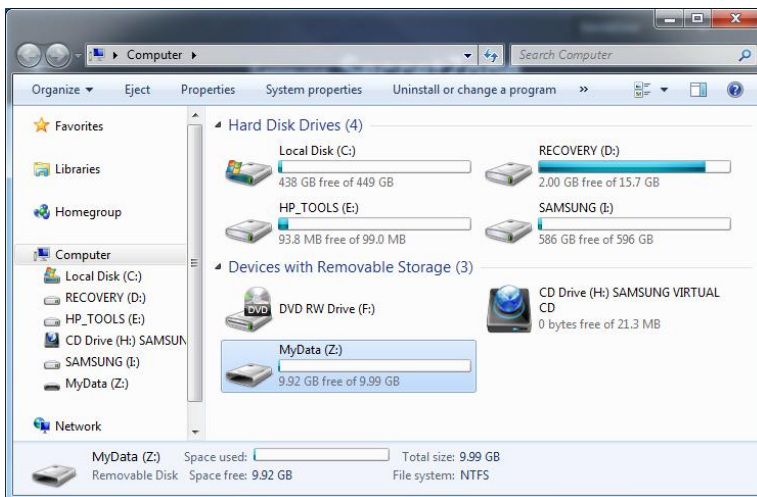 Computer
Search Computer
Organize
Eject
Properties
System properties
Uninstall or change a program
»
Favorites
Libraries
Homegroup
Computer
Local Disk (C:)
RECOVERY (D:)
HP_TOOLS (E:)
CD Drive (H:) SAMSUN
SAMSUNG (I:)
MyData (Z:)
Network
Hard Disk Drives (4)
Local Disk (C:)
438 GB free of 449 GB
RECOVERY (D:)
2.00 GB free of 15.7 GB
HP_TOOLS (E:)
93.8 MB free of 99.0 MB
SAMSUNG (I:)
586 GB free of 596 GB
Devices with Removable Storage (3)
DVD
DVD RW Drive (F:)
CD Drive (H:) SAMSUNG VIRTUAL
CD
0 bytes free of 21.3 MB
MyData (Z:)
9.92 GB free of 9.99 GB
MyData (Z:) Space used: Total size: 9.99 GB
Removable Disk Space free: 9.92 GB File system: NTFS